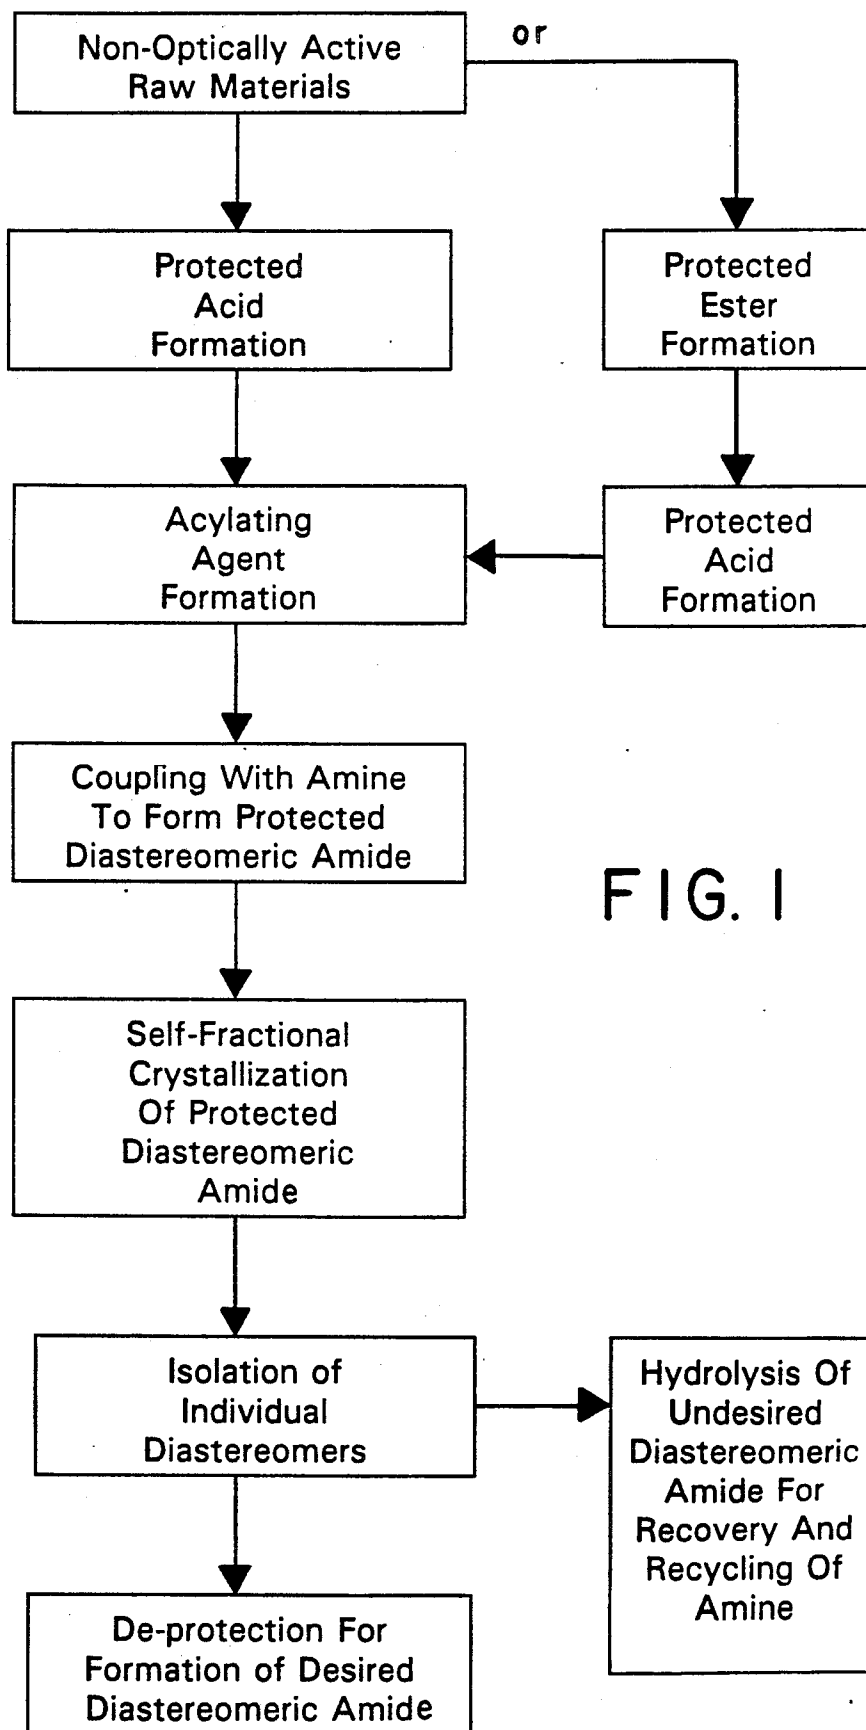 Non-Optically Active
Raw Materials
or
Protected
Acid
Formation
Protected
Ester
Formation
Acylating
Agent
Formation
Protected
Acid
Formation
Coupling With Amine
To Form Protected
Diastereomeric Amide
FIG. 1
Self-Fractional
Crystallization
Of Protected
Diastereomeric
Amide
Isolation of
Individual
Diastereomers
Hydrolysis Of
Undesired
Diastereomeric
Amide For
Recovery And
Recycling Of
Amine
De-protection For
Formation of Desired
Diastereomeric Amide